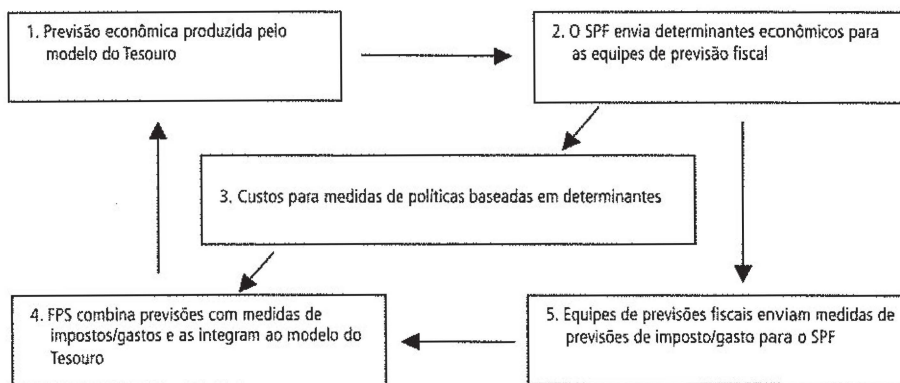 1. Previsão econômica produzida pelo
modelo do Tesouro
2. O SPF envia determinantes econômicos para
as equipes de previsão fiscal
3. Custos para medidas de políticas baseadas em determinantes
4. FPS combina previsões com medidas de
impostos/gastos e as integram ao modelo do
Tesouro
5. Equipes de previsões fiscais enviam medidas de
previsões de imposto/gasto para o SPF